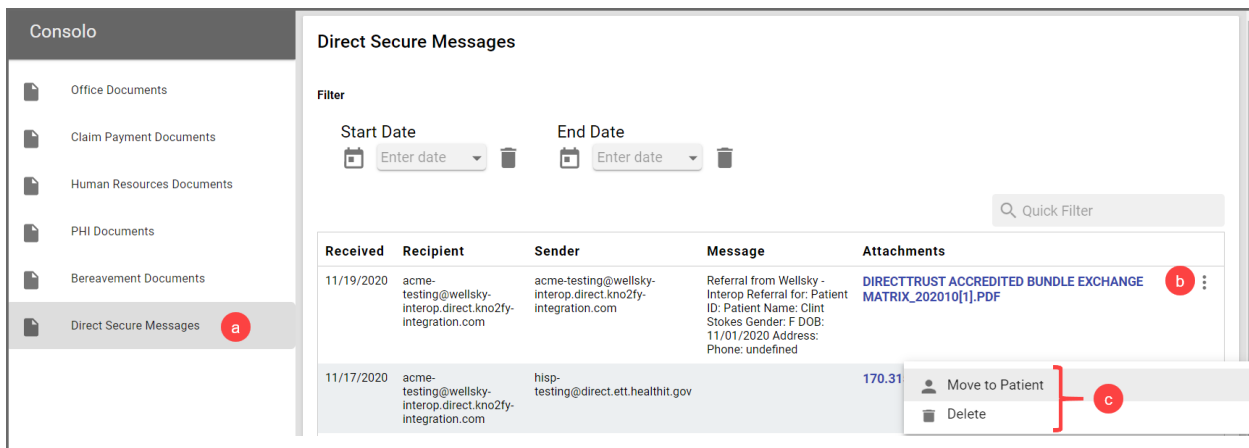 Consolo
Office Documents
Claim Payment Documents
Human Resources Documents
PHI Documents
Bereavement Documents
Direct Secure Messages
a
Direct Secure Messages
Filter
Start Date
End Date
Enter date
Enter date
Quick Filter
Received Recipient Sender Message Attachments
11/19/2020
acme-
testing@wellsky-
interop.direct.kno2fy-
integration.com
acme-testing@wellsky-
interop.direct.kno2fy-
integration.com
Referral from Wellsky -
Interop Referral for: Patient
ID: Patient Name: Clint
Stokes Gender: F DOB:
11/01/2020 Address:
Phone: undefined
DIRECTTRUST ACCREDITED BUNDLE EXCHANGE
MATRIX_202010[1].PDF
b
11/17/2020
acme-
testing@wellsky-
interop.direct.kno2fy-
integration.com
hisp-
testing@direct.ett.healthit.gov
170.31
Move to Patient
Delete
c